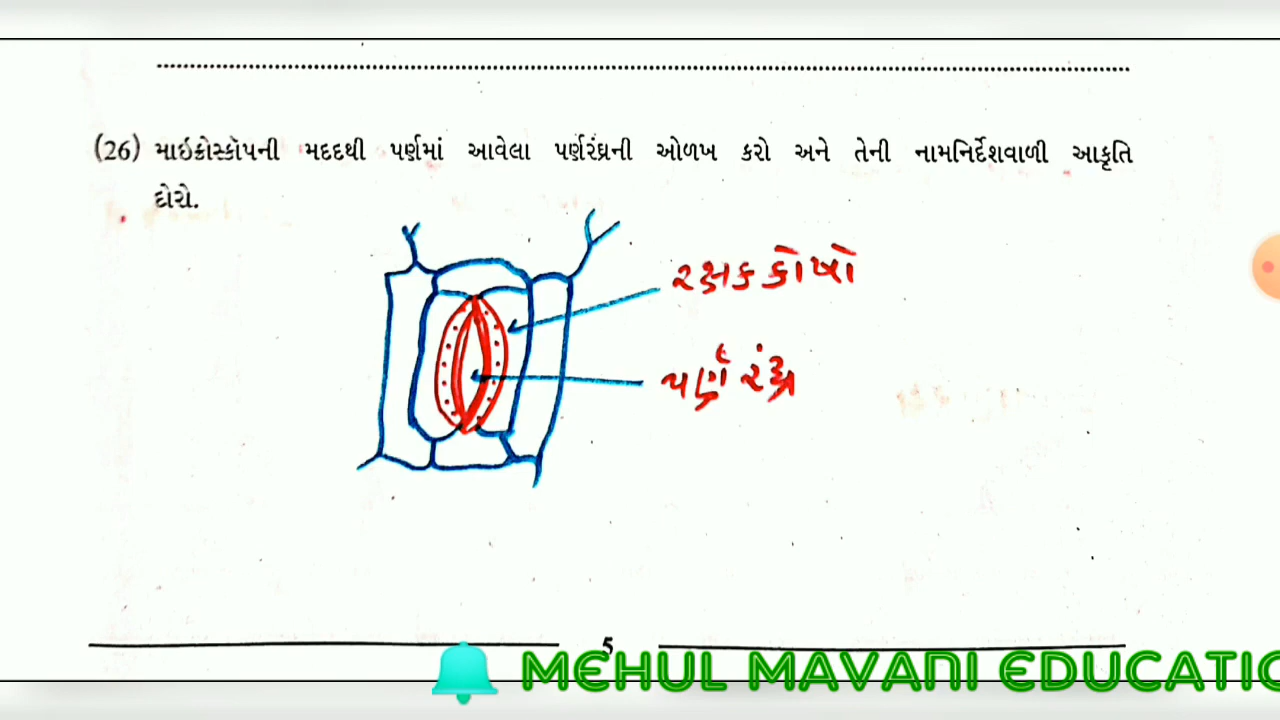 (26) માઇક્રોસ્કૉપની મદદથી પર્ણમાં આવેલા પર્ણરંધ્રની ઓળખ કરો અને તેની નામનિર્દેશવાળી આકૃતિ
દોરો.
રક્ષક કોષો
પર્ણ રંધ્ર
5
MEHUL MAVANI EDUCATIO